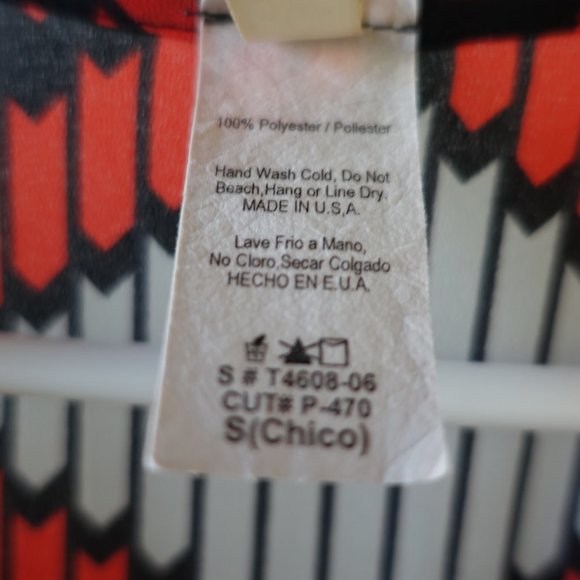 100% Polyester / Poliester
Hand Wash Cold, Do Not
Beach,Hang or Line Dry.
MADE IN U.S.A.
Lave Frio a Mano,
No Cloro.Secar Colgado
HECHO EN E.U.A.
S # T4608-06
CUT# P-470
S(Chico)